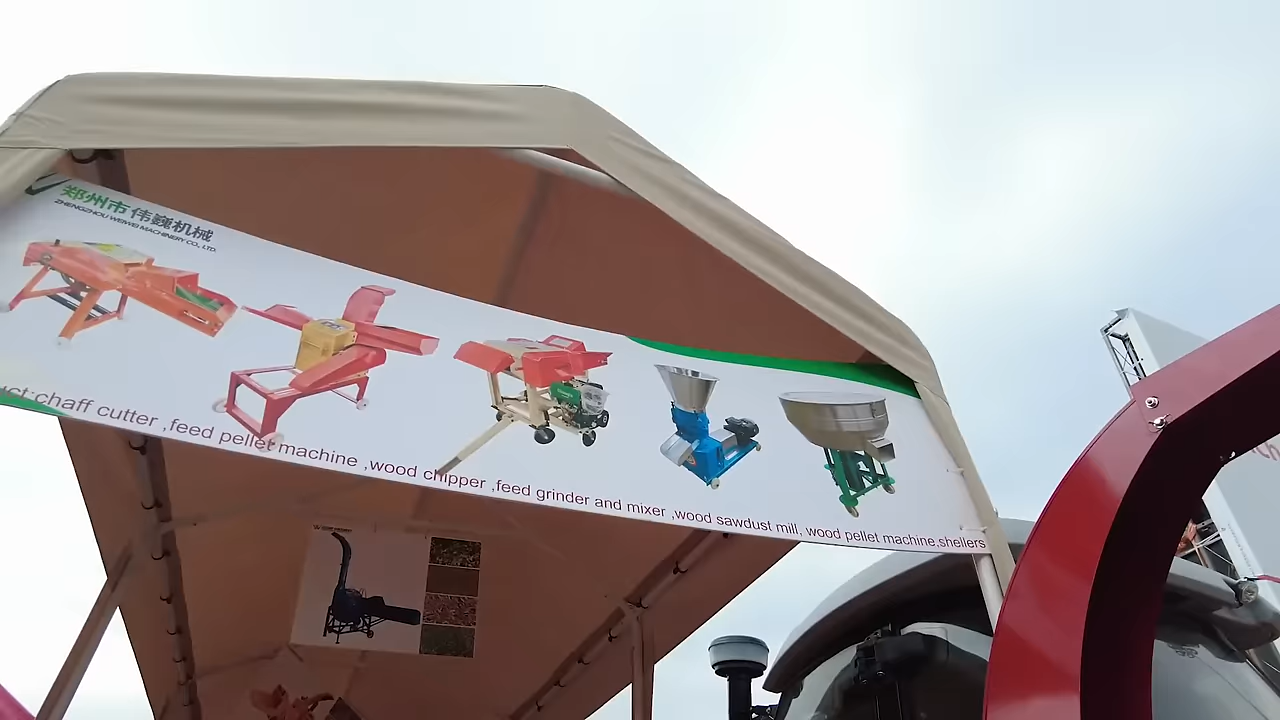 郑州市伟巍机械
ZHENGZHOU WEIWEI MACHINERY CO., LTD.
uct:chaff cutter ,feed pellet machine ,wood chipper ,feed grinder and mixer ,wood sawdust mill, wood pellet machine,shellers